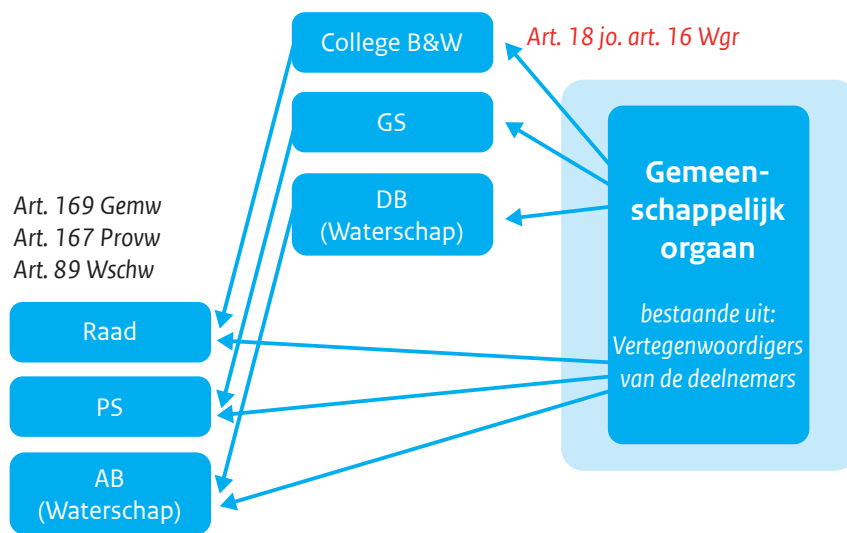 College B&W
Art. 18 jo. art. 16 Wgr
GS
DB
(Waterschap)
Gemeen-
schappelijk
orgaan
bestaande uit:
Vertegenwoordigers
van de deelnemers
Art. 169 Gemw
Art. 167 Provw
Art. 89 Wschw
Raad
PS
AB
(Waterschap)